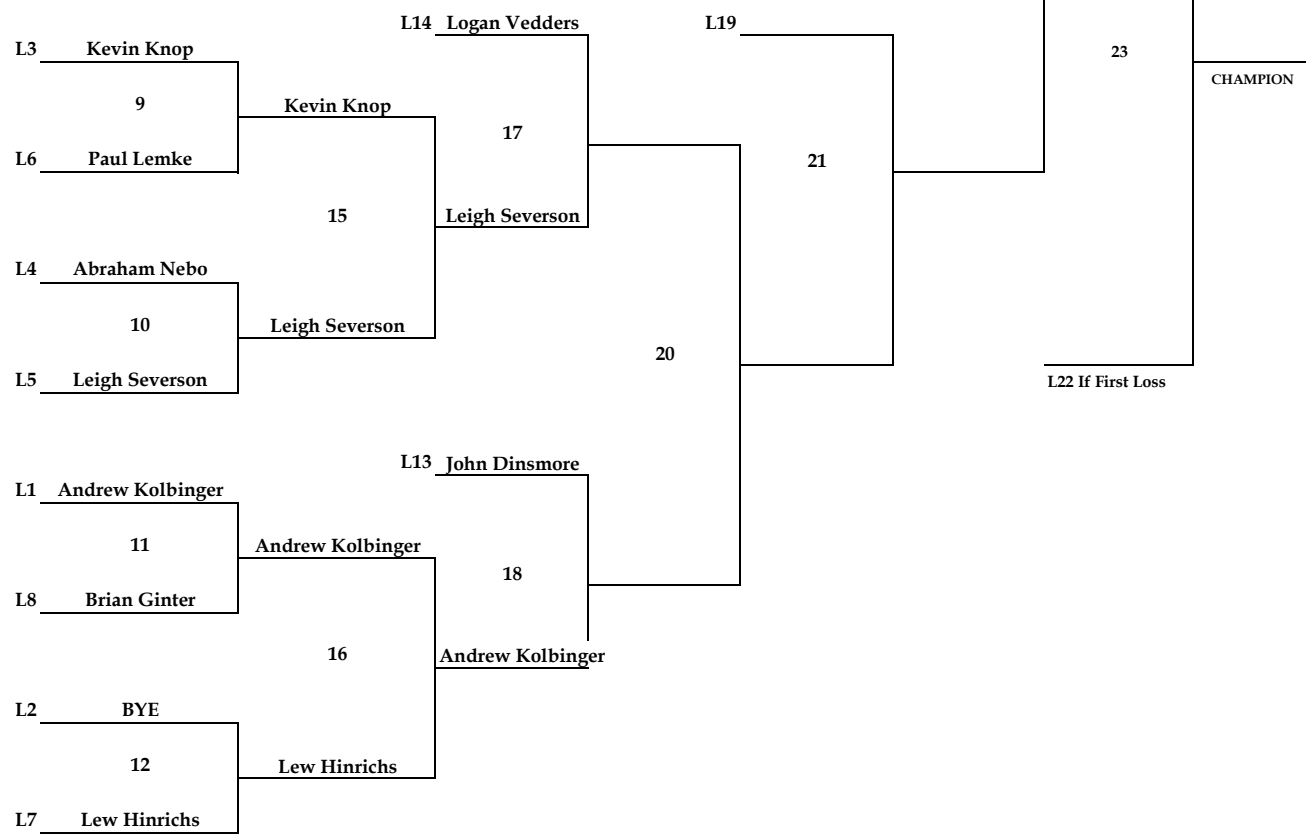 L14 Logan Vedders
L19
L3 Kevin Knop
23
CHAMPION
9
Kevin Knop
17
L6 Paul Lemke
21
15
Leigh Severson
L4 Abraham Nebo
10
Leigh Severson
20
L5 Leigh Severson
L22 If First Loss
L13 John Dinsmore
L1 Andrew Kolbinger
11
Andrew Kolbinger
18
L8 Brian Ginter
16
Andrew Kolbinger
L2 BYE
12
Lew Hinrichs
L7 Lew Hinrichs